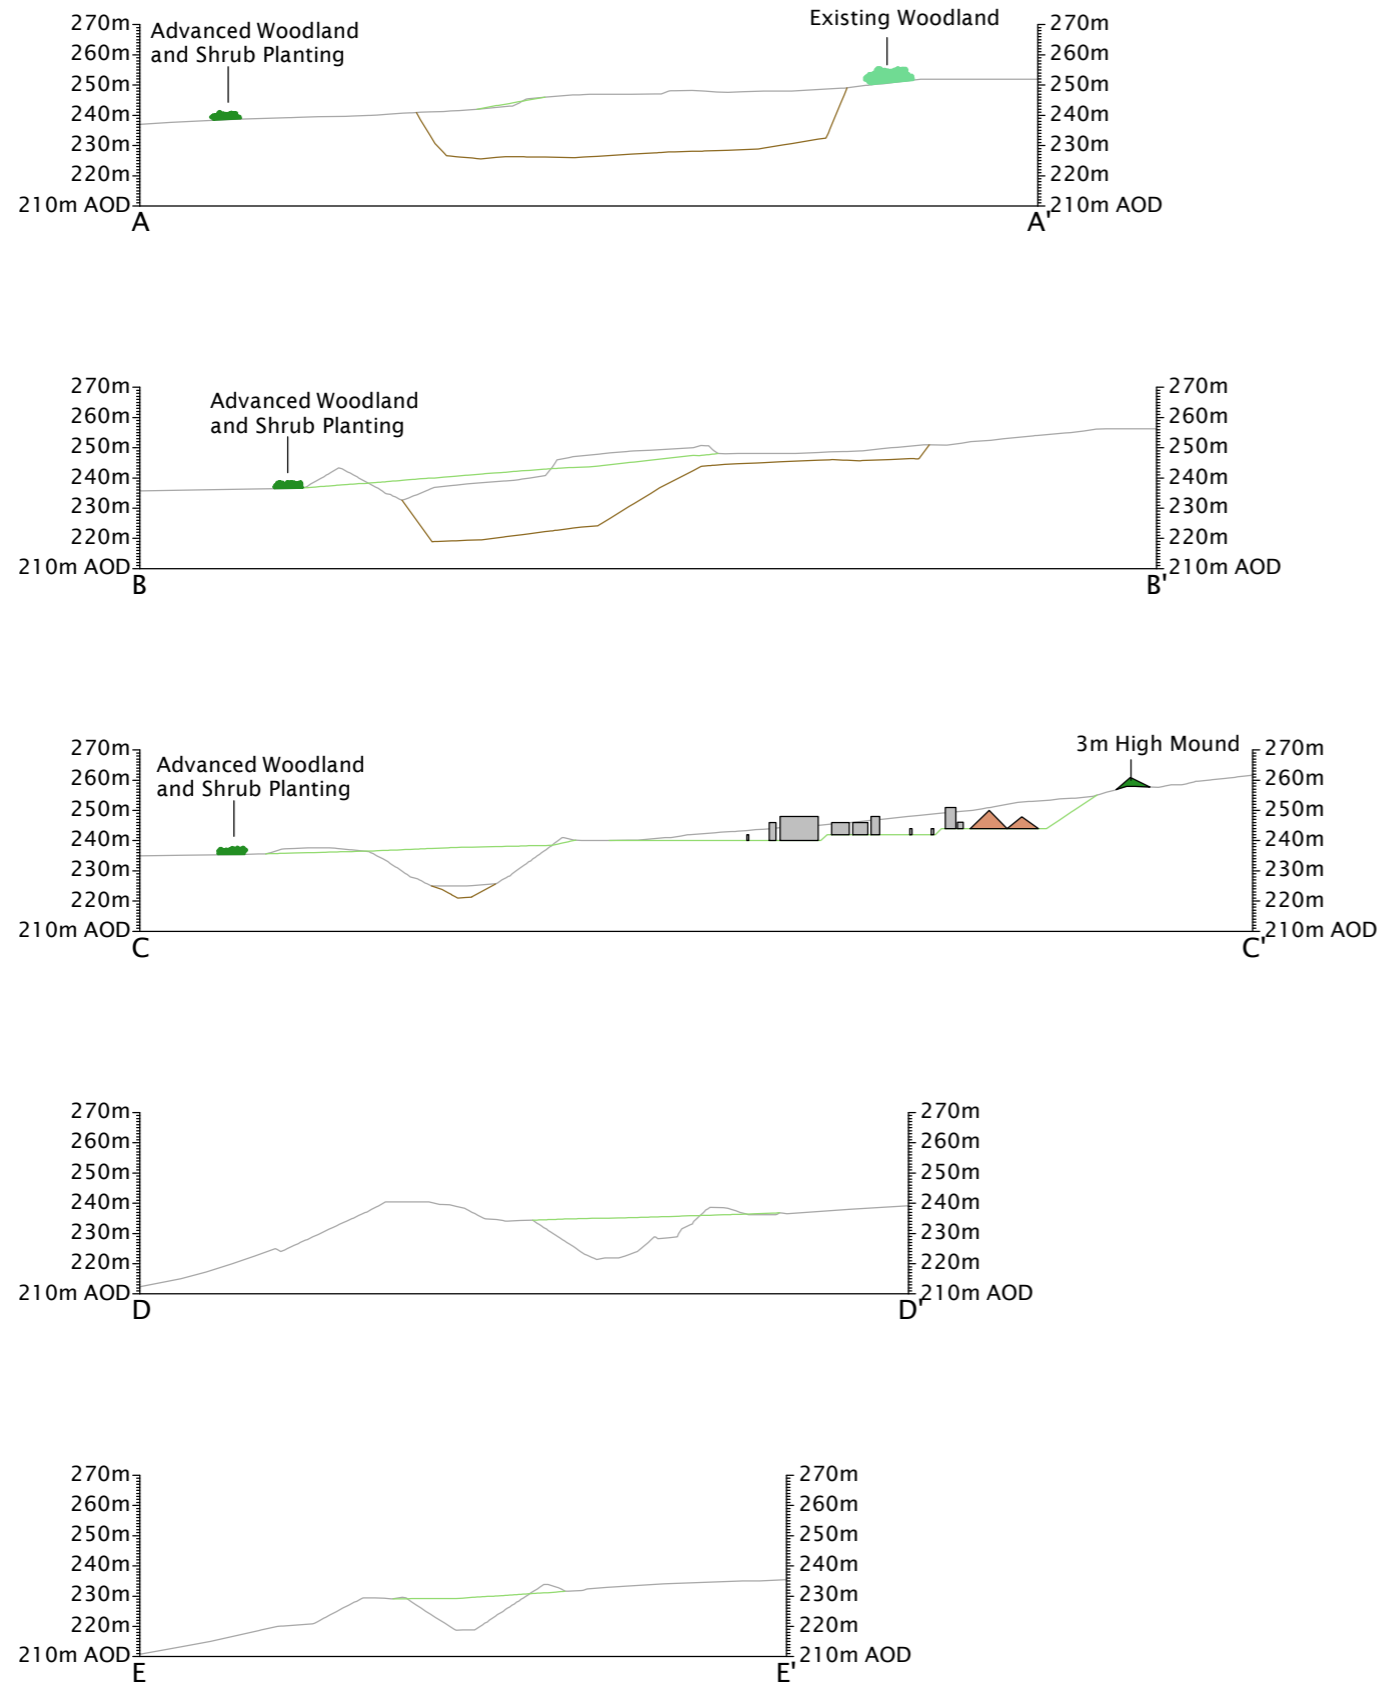 270m
Advanced Woodland
and Shrub Planting
Existing Woodland
270m
260m
260m
250m
250m
240m
240m
230m
230m
220m
220m
210m AOD
210m AOD
A
A'
270m
Advanced Woodland
and Shrub Planting
270m
260m
260m
250m
250m
240m
240m
230m
230m
220m
220m
210m AOD
210m AOD
B
B'
270m
Advanced Woodland
and Shrub Planting
3m High Mound
270m
260m
260m
250m
250m
240m
240m
230m
230m
220m
220m
210m AOD
210m AOD
C
C'
270m
270m
260m
260m
250m
250m
240m
240m
230m
230m
220m
220m
210m AOD
210m AOD
D
D'
270m
270m
260m
260m
250m
250m
240m
240m
230m
230m
220m
220m
210m AOD
210m AOD
E
E'